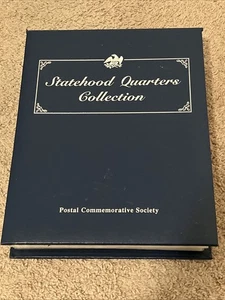 Statehood Quarters
Collection
Postal Commemorative Society